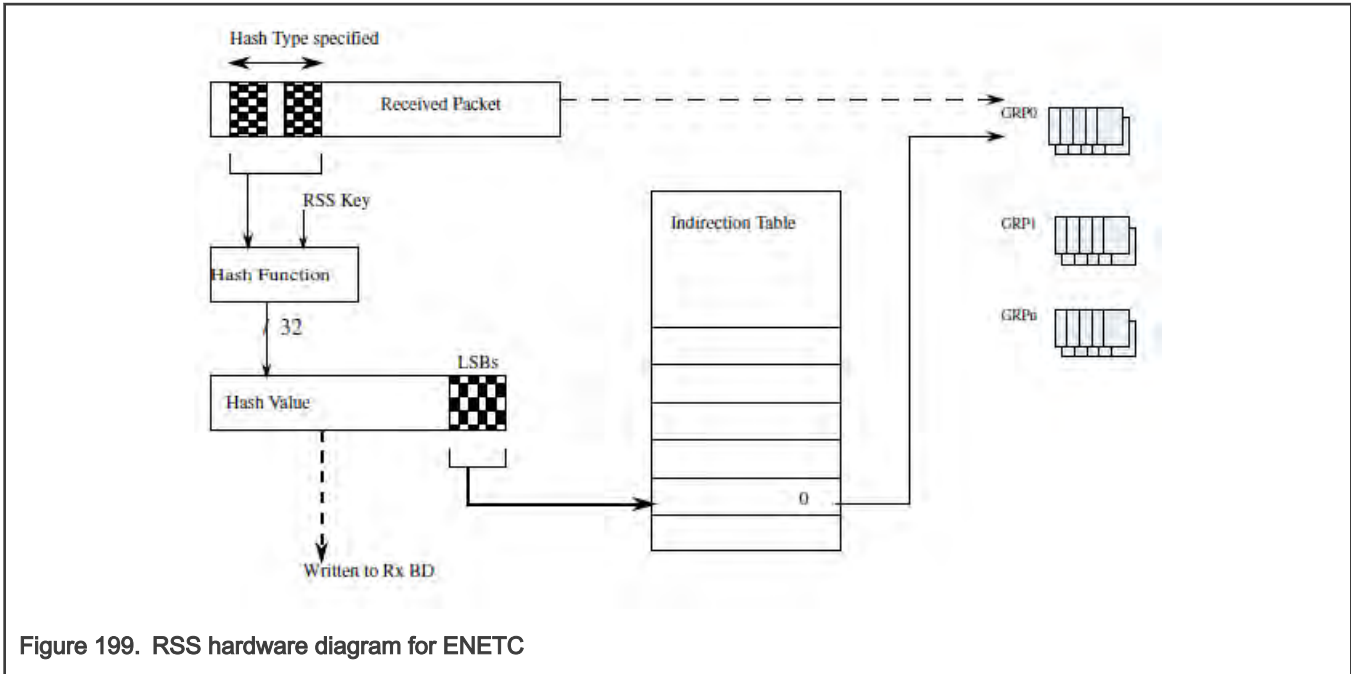 Hash Type specified
Received Packet
GRP0
RSS Key
Indirection Table
GRP1
Hash Function
GRPn
32
LSBs
Hash Value
0
Written to Rx BD
Figure 199. RSS hardware diagram for ENETC